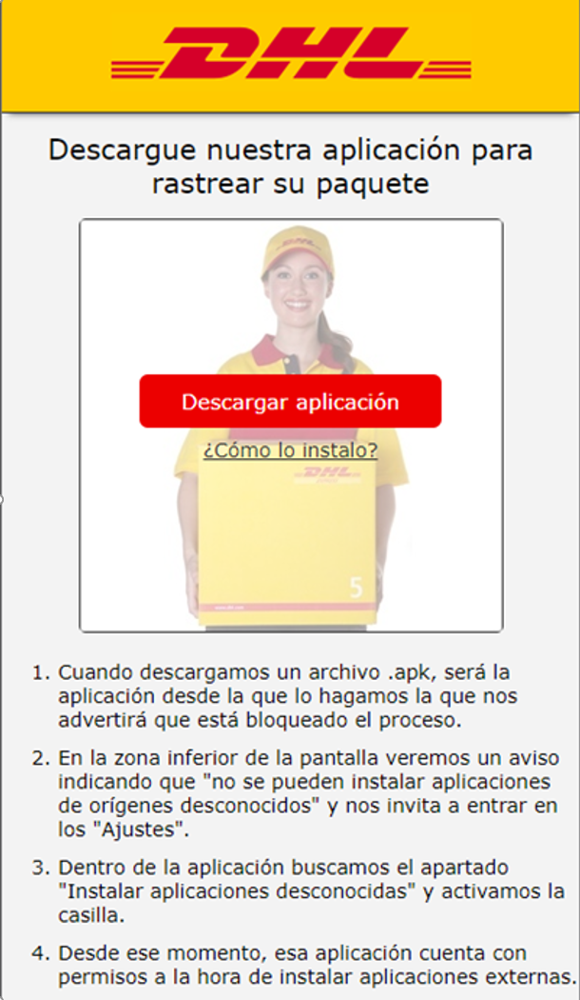 DHL
Descargue nuestra aplicación para
rastrear su paquete
DHL
Descargar aplicación
¿Cómo lo instalo?
DHL
5
1. Cuando descargamos un archivo .apk, será la
aplicación desde la que lo hagamos la que nos
advertirá que está bloqueado el proceso.
2. En la zona inferior de la pantalla veremos un aviso
indicando que "no se pueden instalar aplicaciones
de orígenes desconocidos" y nos invita a entrar en
los "Ajustes".
3. Dentro de la aplicación buscamos el apartado
"Instalar aplicaciones desconocidas" y activamos la
casilla.
4. Desde ese momento, esa aplicación cuenta con
permisos a la hora de instalar aplicaciones externas.